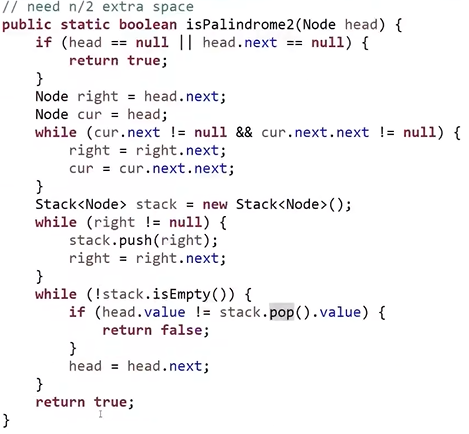 // need n/2 extra space
public static boolean isPalindrome2(Node head) {
    if (head == null || head.next == null) {
        return true;
    }
    Node right = head.next;
    Node cur = head;
    while (cur.next != null && cur.next.next != null) {
        right = right.next;
        cur = cur.next.next;
    }
    Stack<Node> stack = new Stack<Node>();
    while (right != null) {
        stack.push(right);
        right = right.next;
    }
    while (!stack.isEmpty()) {
        if (head.value != stack.pop().value) {
            return false;
        }
        head = head.next;
    }
    return true;
}